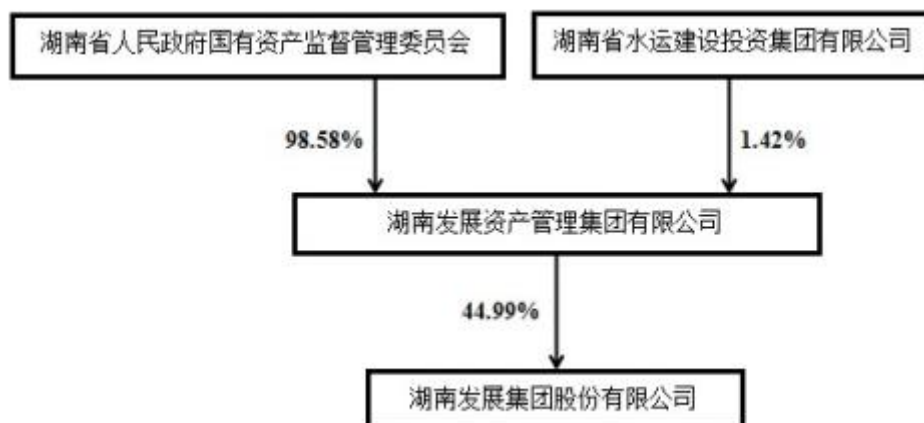 湖南省人民政府国有资产监督管理委员会
湖南省水运建设投资集团有限公司
98.58%
1.42%
湖南发展资产管理集团有限公司
44.99%
湖南发展集团股份有限公司